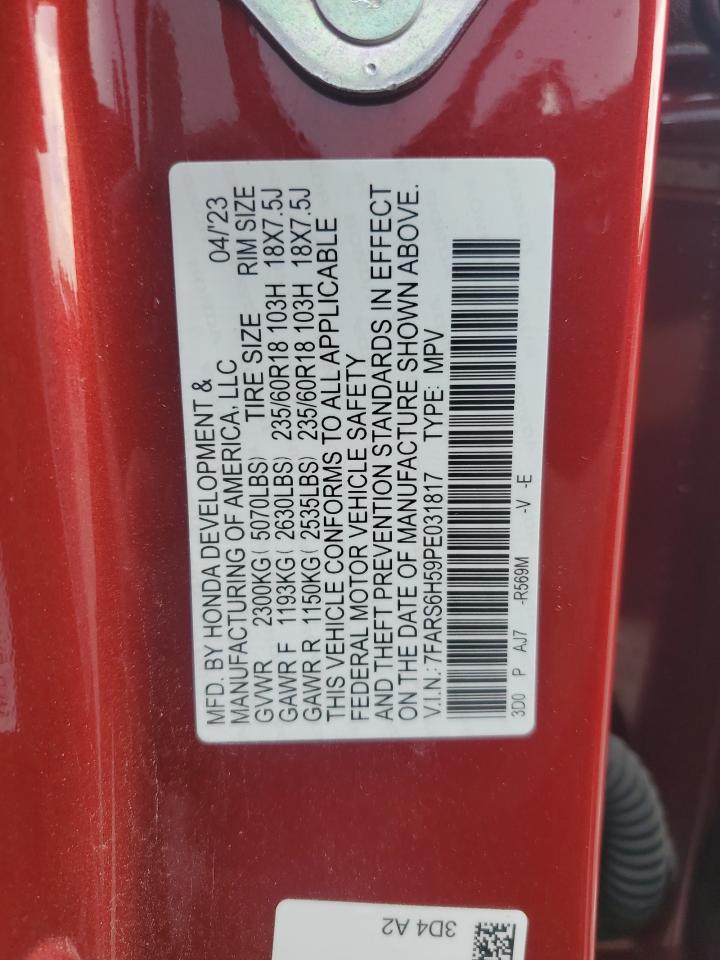 MFD. BY HONDA DEVELOPMENT &
MANUFACTURING OF AMERICA, LLC 04/'23
GVWR 2300KG( 5070LBS) TIRE SIZE RIM SIZE
GAWR F 1193KG( 2630LBS) 235/60R18 103H 18X7.5J
GAWR R 1150KG( 2535LBS) 235/60R18 103H 18X7.5J
THIS VEHICLE CONFORMS TO ALL APPLICABLE
FEDERAL MOTOR VEHICLE SAFETY
AND THEFT PREVENTION STANDARDS IN EFFECT
ON THE DATE OF MANUFACTURE SHOWN ABOVE.
V.I.N.: 7FARS6H59PE031817 TYPE: MPV
3D0 P AJ7 -R569M -V -E
3D4 A2